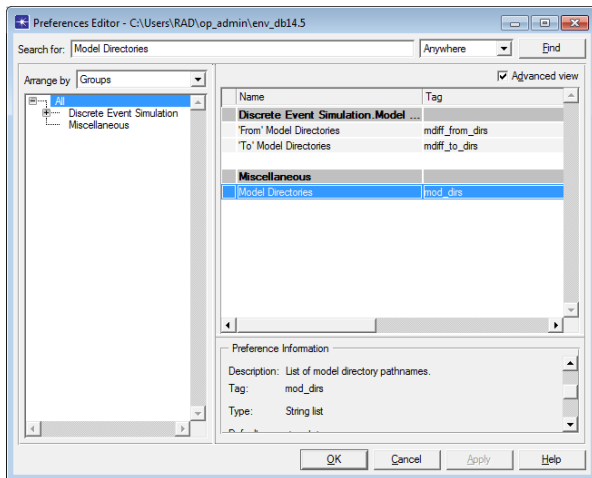 Preferences Editor - C:\Users\RAD\op_admin\env_db14.5
Search for: Model Directories Anywhere Find
Arrange by Groups
Advanced view
All
Discrete Event Simulation
Miscellaneous
Name Tag
Discrete Event Simulation.Model ...
'From' Model Directories mdiff_from_dirs
'To' Model Directories mdiff_to_dirs
Miscellaneous
Model Directories mod_dirs
Preference Information
Description: List of model directory pathnames.
Tag: mod_dirs
Type: String list
OK Cancel Apply Help